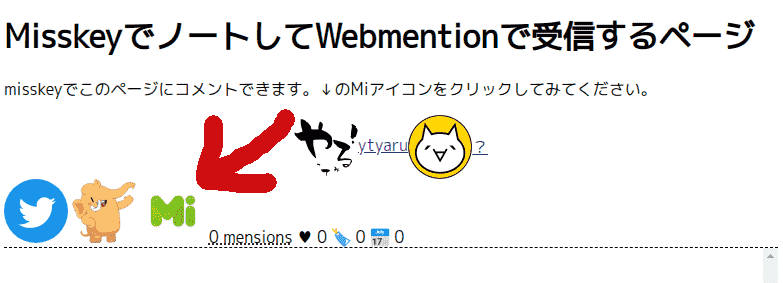 MisskeyでノートしてWebmentionで受信するページ
misskeyでこのページにコメントできます。↓のMiアイコンをクリックしてみてください。
やる ytyaru ?
Mi 0 mensions ♥ 0 0 July 17 0